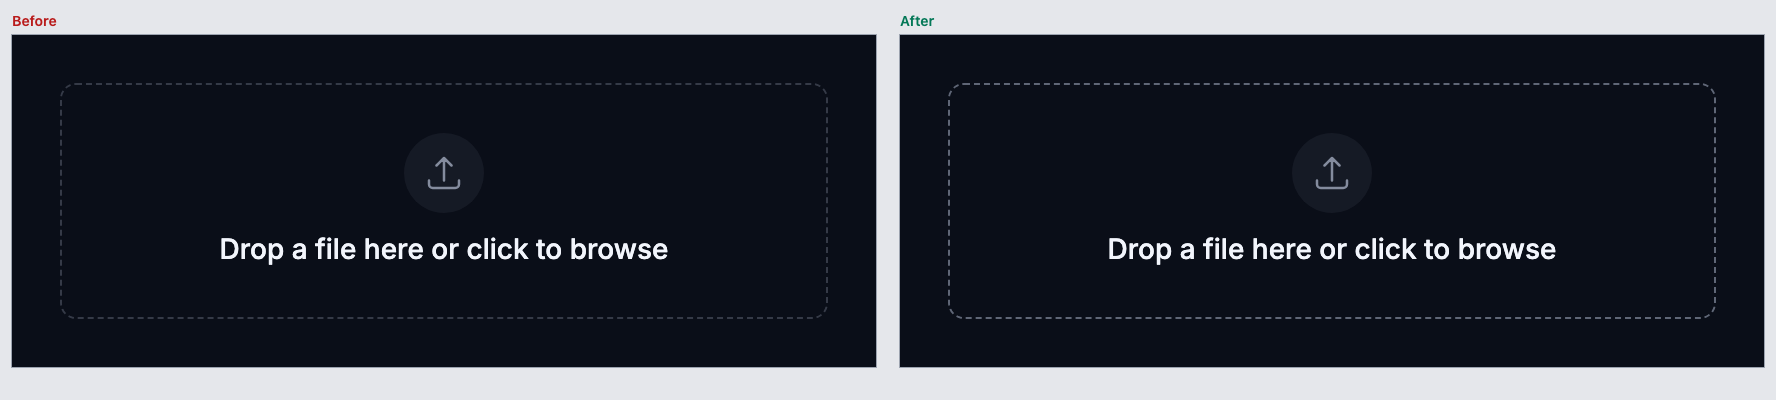 Before
After
Drop a file here or click to browse
Drop a file here or click to browse